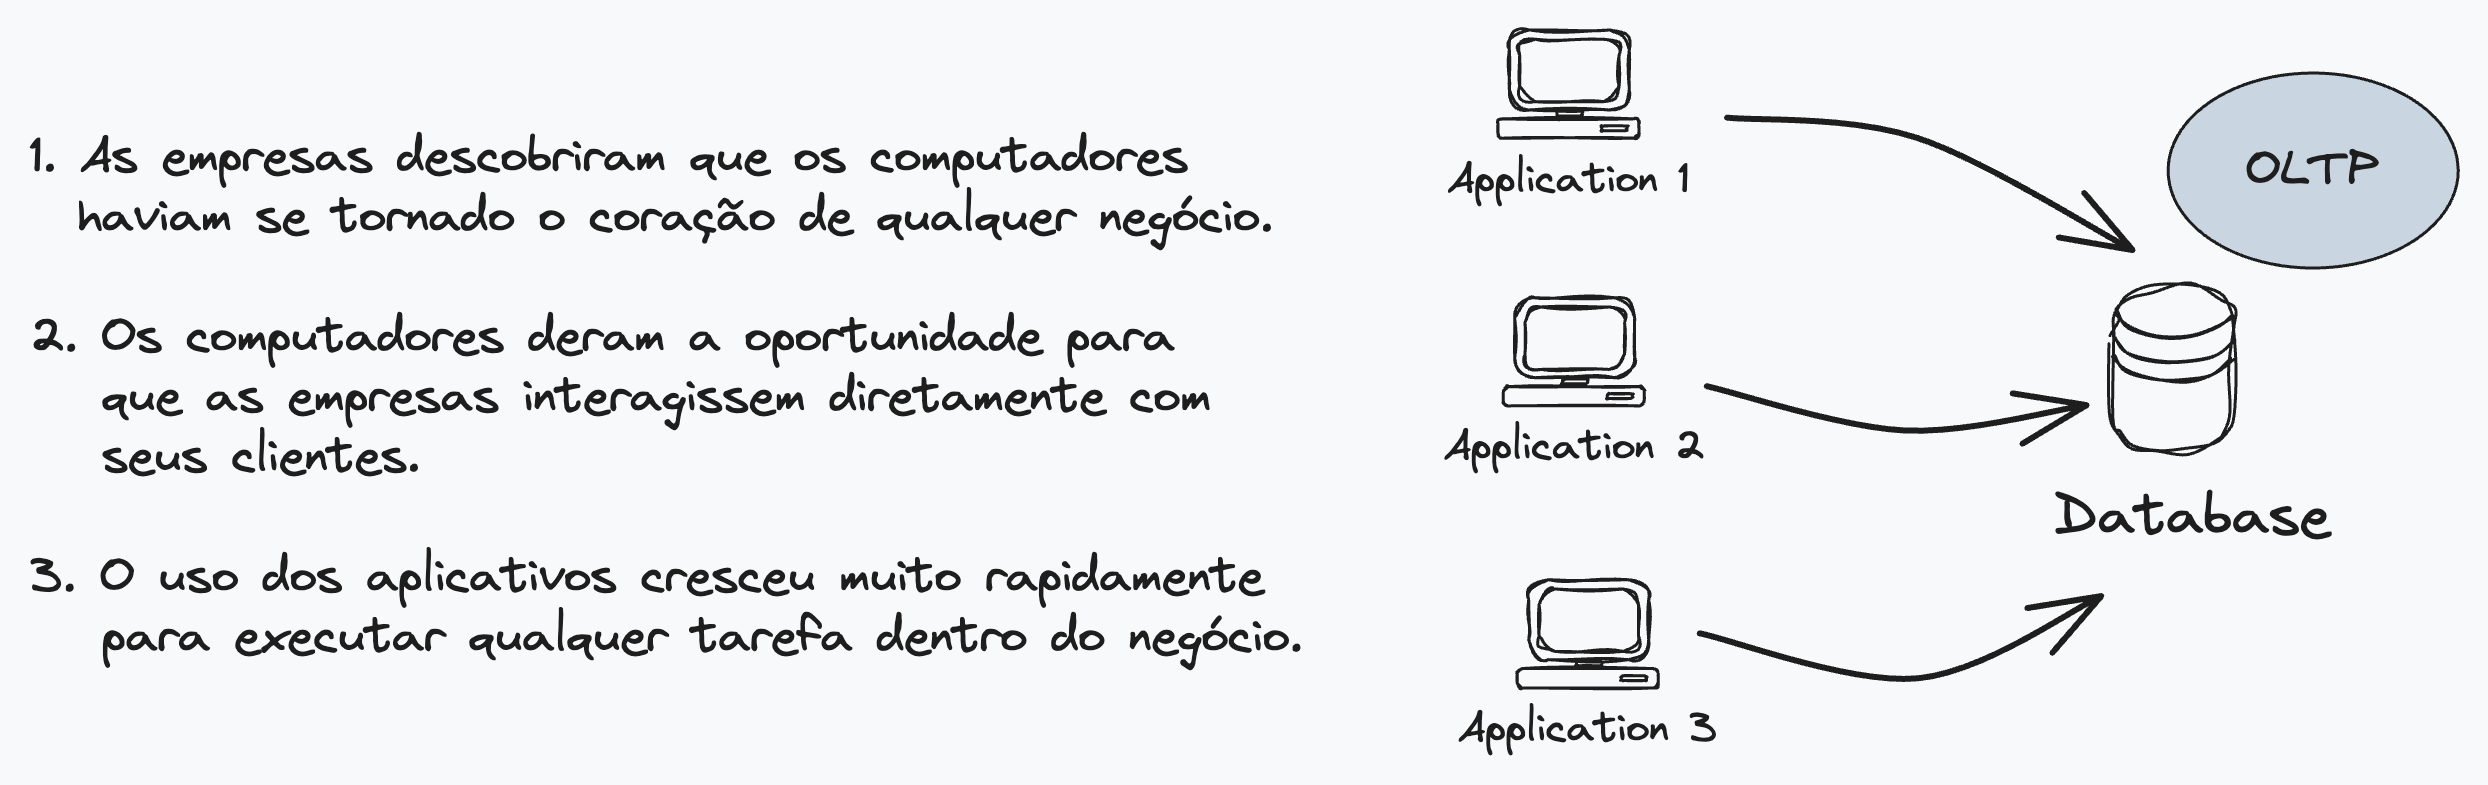 1. As empresas descobriram que os computadores
haviam se tornado o coração de qualquer negócio.
2. Os computadores deram a oportunidade para
que as empresas interagissem diretamente com
seus clientes.
3. O uso dos aplicativos cresceu muito rapidamente
para executar qualquer tarefa dentro do negócio.
Application 1
OLTP
Application 2
Database
Application 3